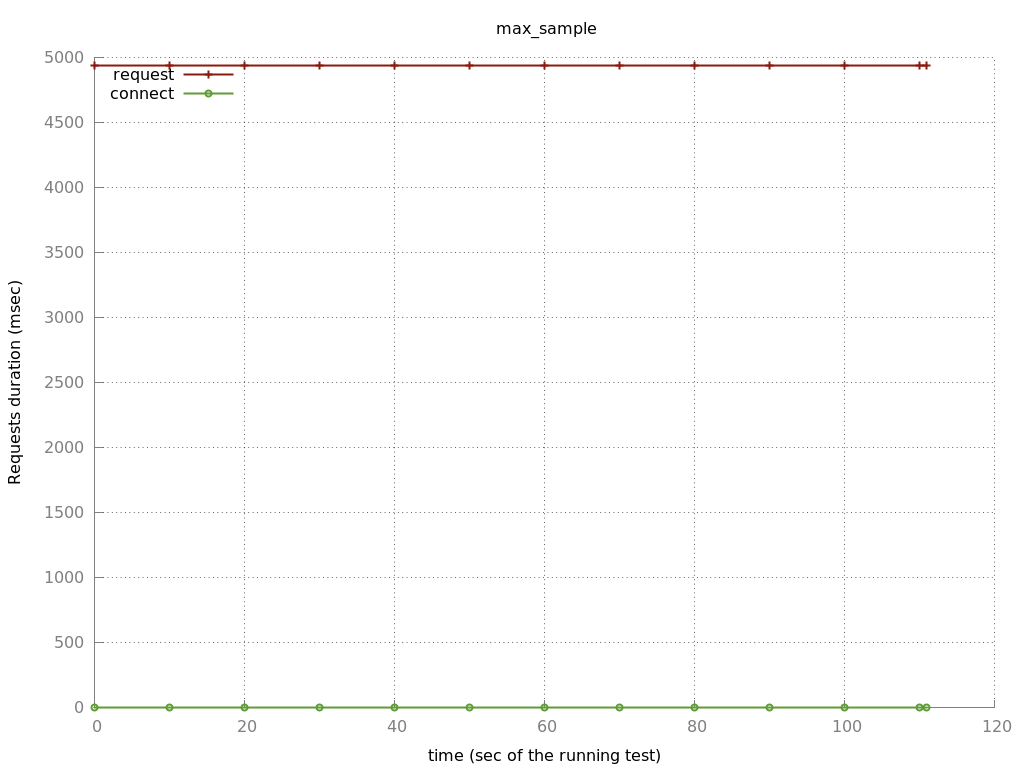 max_sample
5000
request
connect
4500
4000
3500
3000
2500
2000
1500
1000
500
0
0 20 40 60 80 100 120
Requests duration (msec)
time (sec of the running test)